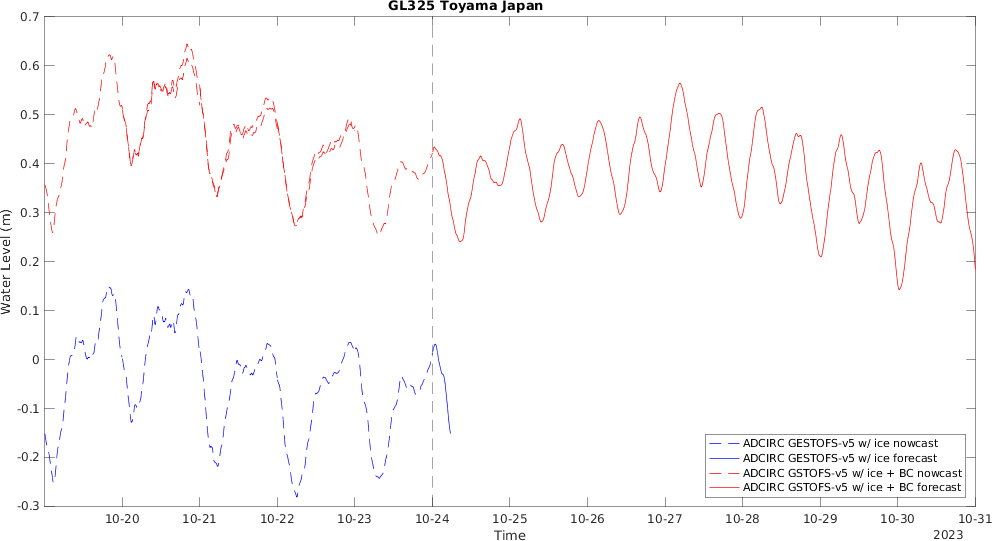 GL325 Toyama Japan
0.7
0.6
0.5
0.4
0.3
0.2
0.1
0
-0.1
-0.2
-0.3
Water Level (m)
ADCIRC GESTOFS-v5 w/ ice nowcast
ADCIRC GESTOFS-v5 w/ ice forecast
ADCIRC GSTOFS-v5 w/ ice + BC nowcast
ADCIRC GSTOFS-v5 w/ ice + BC forecast
10-20 10-21 10-22 10-23 10-24 10-25 10-26 10-27 10-28 10-29 10-30 10-31
Time
2023